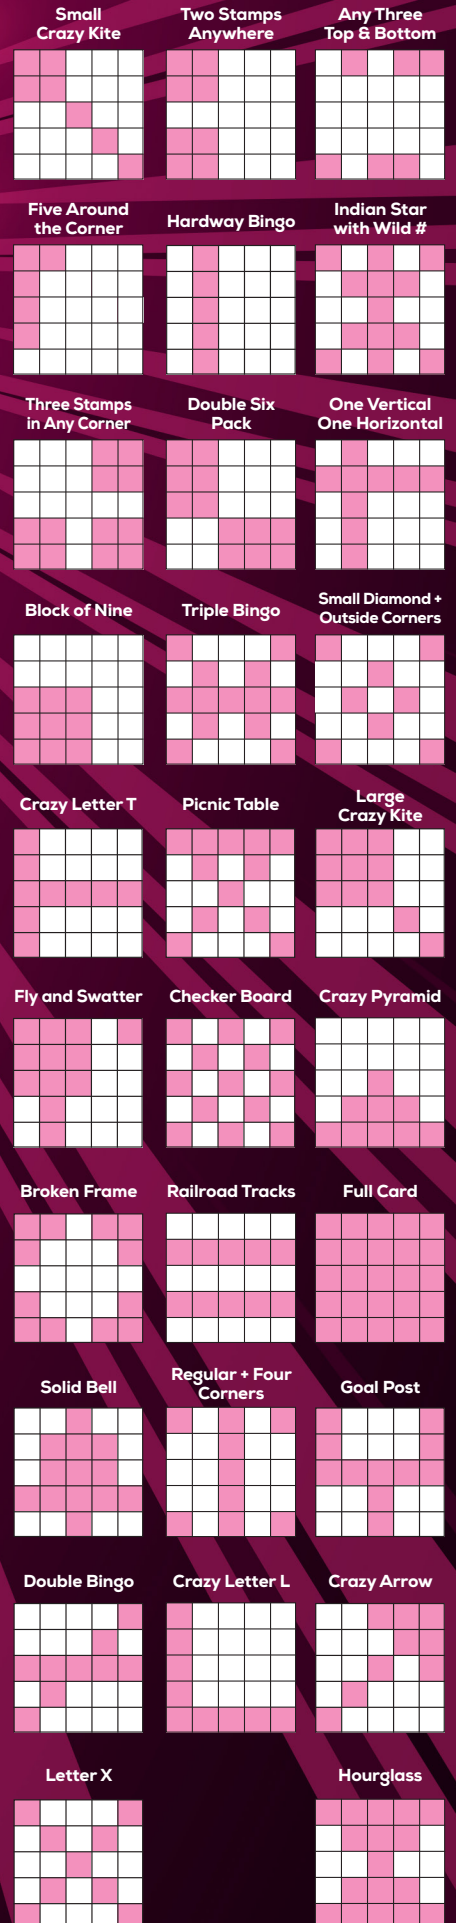 Small
Crazy Kite
Two Stamps
Anywhere
Any Three
Top & Bottom
Five Around
the Corner
Hardway Bingo
Indian Star
with Wild #
Three Stamps
in Any Corner
Double Six
Pack
One Vertical
One Horizontal
Block of Nine
Triple Bingo
Small Diamond +
Outside Corners
Crazy Letter T
Picnic Table
Large
Crazy Kite
Fly and Swatter
Checker Board
Crazy Pyramid
Broken Frame
Railroad Tracks
Full Card
Solid Bell
Regular + Four
Corners
Goal Post
Double Bingo
Crazy Letter L
Crazy Arrow
Letter X
Hourglass